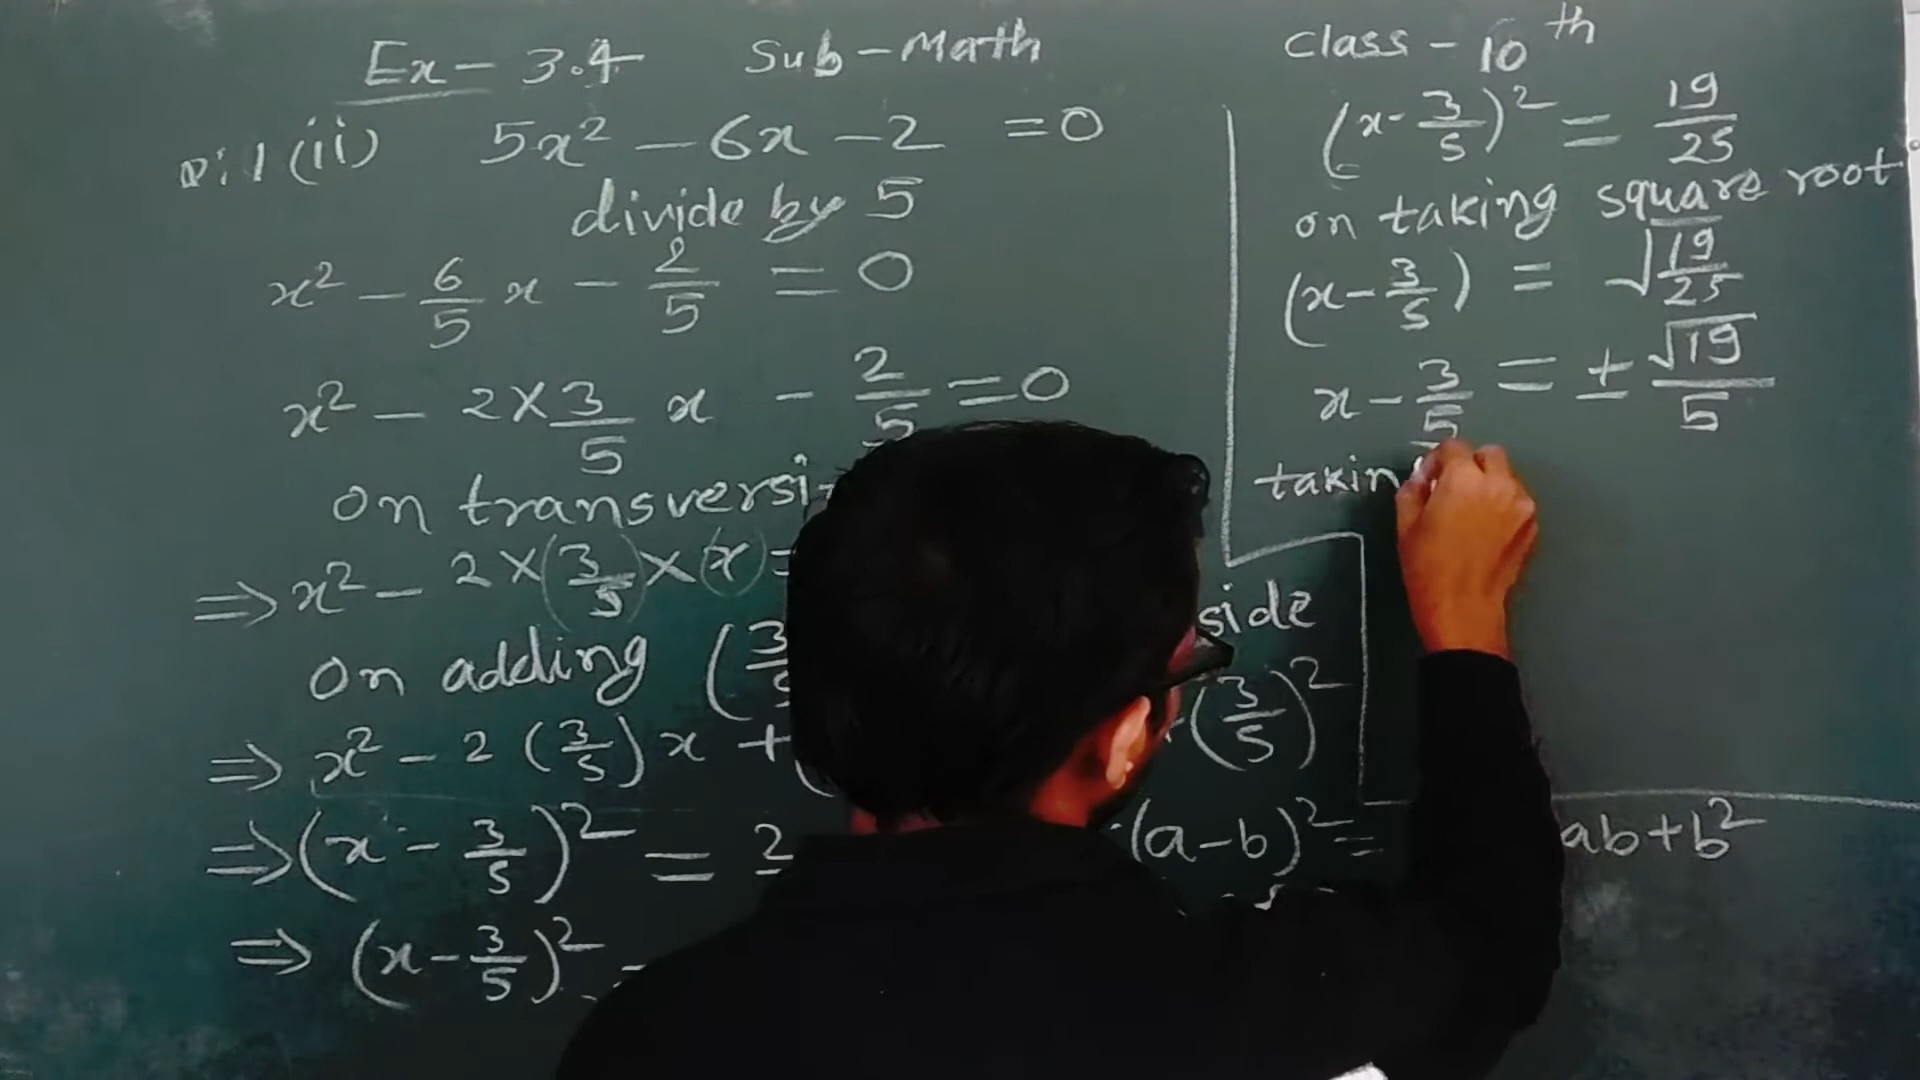 Ex - 3.4 Sub - Math Class - 10th
Q.1 (ii) 5x² - 6x - 2 = 0
divide by 5
x² - 6/5 x - 2/5 = 0
x² - 2×3/5 x - 2/5 = 0
on transversi
⇒ x² - 2×(3/5)×(x) =
on adding (3/5 side
⇒ x² - 2(3/5)x + (3/5)²
⇒ (x - 3/5)² = 2
⇒ (x - 3/5)²
(x - 3/5)² = 19/25
on taking square root
(x - 3/5) = √19/25
x - 3/5 = ± √19/5
takin
(a-b)² = ab+b²